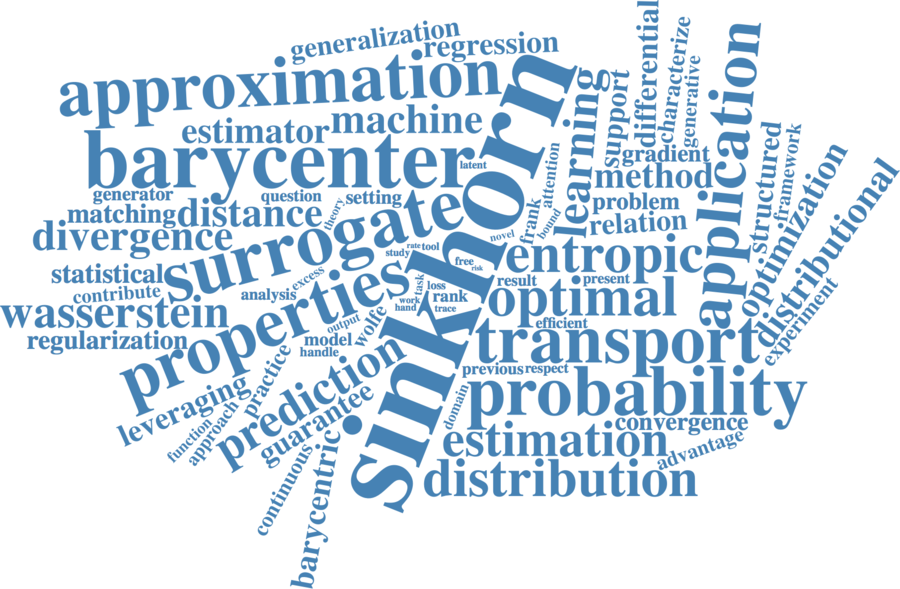 generalization
regression
approximation
estimator
machine
barycenter
latent
generator
question
setting
matching
distance
theory
divergence
surrogate
statistical
contribute
wasserstein
regularization
analysis
excess
properties
output
wolfe
model
handle
leveraging
practice
function
approach
prediction
guarantee
continuous
barycentric
sinkhorn
study
rate
tool
task
loss
work
rank
hand
trace
free
risk
novel
frank
bound
attention
learning
support
differential
characterize
generative
gradient
method
problem
relation
application
structured
framework
optimization
distributional
experiment
entropic
result
present
optimal
efficient
transport
previous
respect
domain
probability
convergence
estimation
advantage
distribution